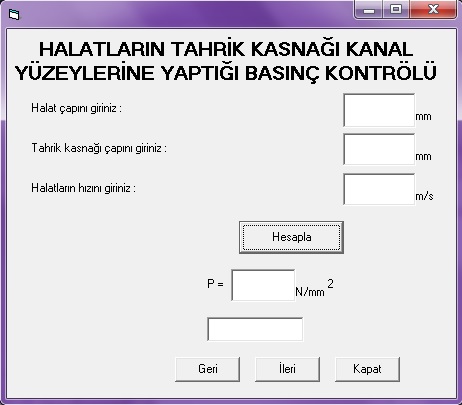 HALATLARIN TAHRİK KASNAĞI KANAL
YÜZEYLERİNE YAPTIĞI BASINÇ KONTRÖLÜ
Halat çapını giriniz :
mm
Tahrik kasnağı çapını giriniz :
mm
Halatların hızını giriniz :
m/s
Hesapla
P = N/mm 2
Geri İleri Kapat